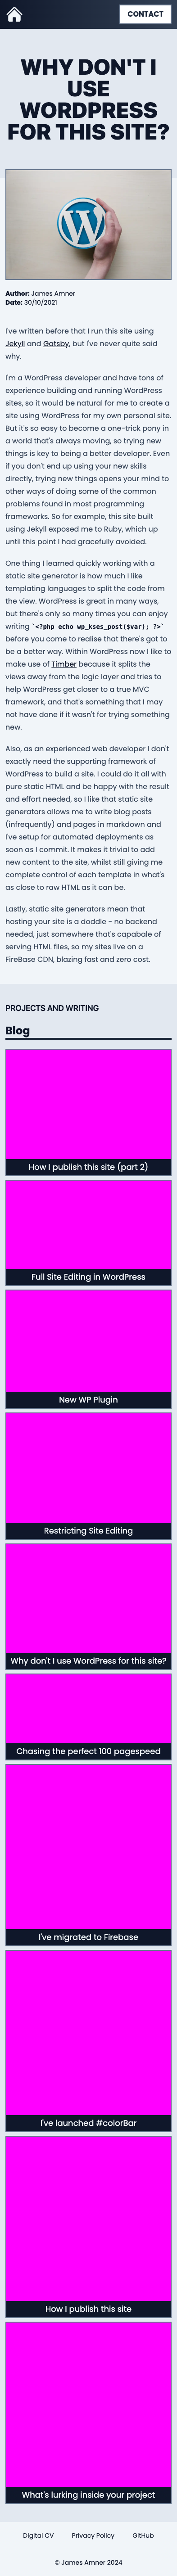 CONTACT
WHY DON'T I
USE
WORDPRESS
FOR THIS SITE?
Author: James Amner
Date: 30/10/2021
I've written before that I run this site using
Jekyll and Gatsby, but I've never quite said
why.
I'm a WordPress developer and have tons of
experience building and running WordPress
sites, so it would be natural for me to create a
site using WordPress for my own personal site.
But it's so easy to become a one-trick pony in
a world that's always moving, so trying new
things is key to being a better developer. Even
if you don't end up using your new skills
directly, trying new things opens your mind to
other ways of doing some of the common
problems found in most programming
frameworks. So for example, this site built
using Jekyll exposed me to Ruby, which up
until this point I had gracefully avoided.
One thing I learned quickly working with a
static site generator is how much I like
templating languages to split the code from
the view. WordPress is great in many ways,
but there's only so many times you can enjoy
writing `<?php echo wp_kses_post($var); ?>`
before you come to realise that there's got to
be a better way. Within WordPress now I like to
make use of Timber because it splits the
views away from the logic layer and tries to
help WordPress get closer to a true MVC
framework, and that's something that I may
not have done if it wasn't for trying something
new.
Also, as an experienced web developer I don't
exactly need the support framework of
WordPress to build a site. I could do it all with
pure static HTML and be happy with the result
and effort needed, so I like that static site
generators allow me to write blog posts
(infrequently) and pages in markdown and
I've setup for automated deployments as
soon as I commit. It makes it trivial to add
new content to the site, whilst still giving me
complete control of each template in what's
as close to raw HTML as it can be.
Lastly, static site generators mean that
hosting your site is a doddle - no backend
needed, just somewhere that's capable of
serving HTML files, so my sites live on a
FireBase CDN, blazing fast and zero cost.
PROJECTS AND WRITING
Blog
How I publish this site (part 2)
Full Site Editing in WordPress
New WP Plugin
Restricting Site Editing
Why don't I use WordPress for this site?
Chasing the perfect 100 pagespeed
I've migrated to Firebase
I've launched #colorBar
How I publish this site
What's lurking inside your project
Digital CV Privacy Policy GitHub
© James Amner 2024